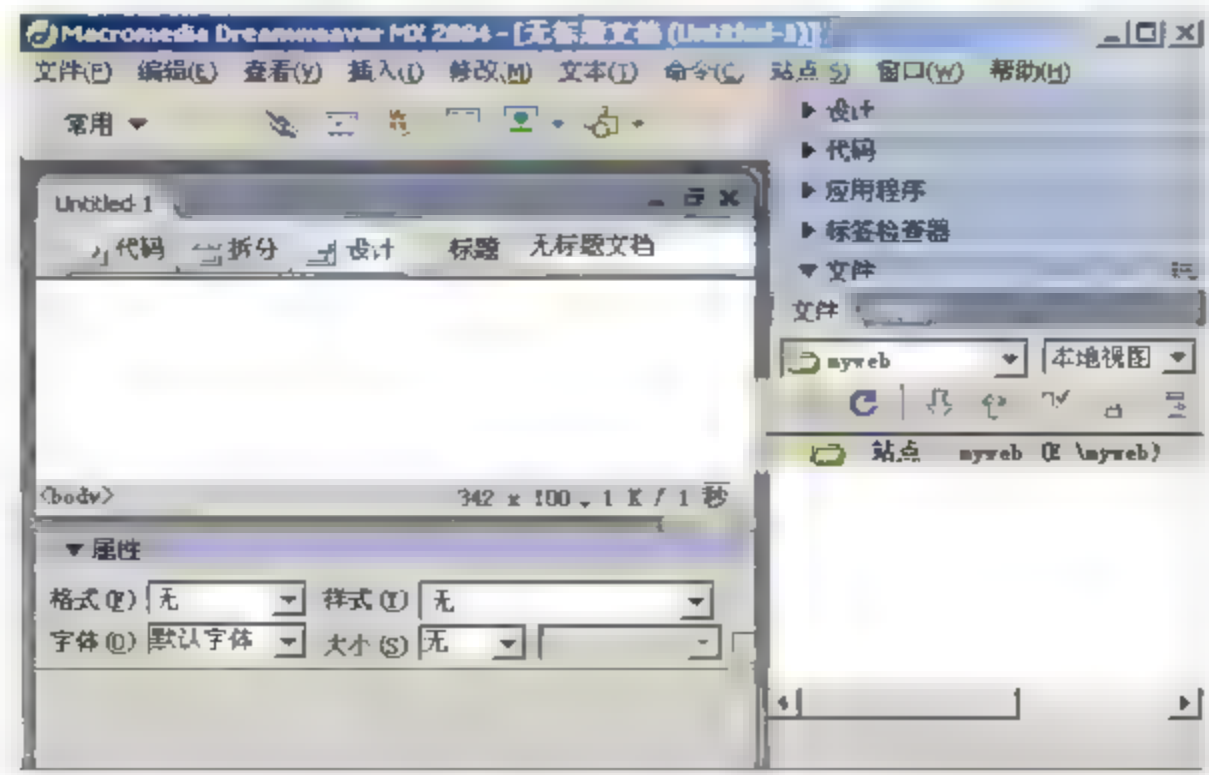 Macromedia Dreamweaver MX 2004 - [无标题文档 (Untitled-1)]
文件(F) 编辑(E) 查看(V) 插入(I) 修改(M) 文本(T) 命令(C 站点 S) 窗口(W) 帮助(H)
常用
Untitled-1
代码 拆分 设计 标题 无标题文档
<body> 342 x 100 1 K / 1 秒
属性
格式(F) 无 样式(Y) 无
字体(O) 默认字体 大小(S) 无
设计
代码
应用程序
标签检查器
文件
文件
myweb 本地视图
站点 myweb (E \myweb)